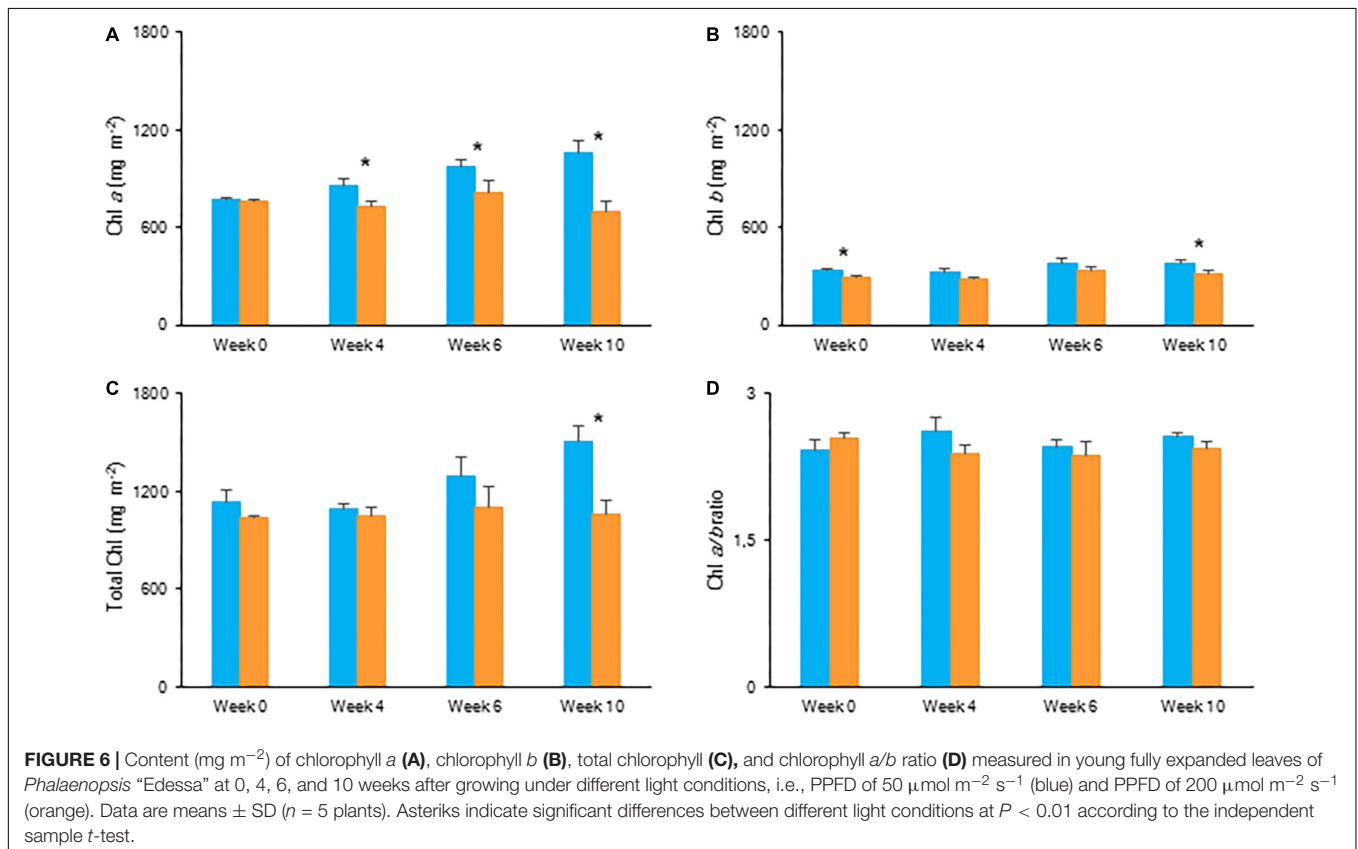 A
1800
1200
600
0
Chl a (mg m−2)
*
*
*
Week 0 Week 4 Week 6 Week 10
B
1800
1200
600
0
Chl b (mg m−2)
*
*
Week 0 Week 4 Week 6 Week 10
C
1800
1200
600
0
Total Chl (mg m−2)
*
Week 0 Week 4 Week 6 Week 10
D
3
1,5
0
Chl a/b ratio
Week 0 Week 4 Week 6 Week 10
FIGURE 6 | Content (mg m−2) of chlorophyll a (A), chlorophyll b (B), total chlorophyll (C), and chlorophyll a/b ratio (D) measured in young fully expanded leaves of
Phalaenopsis “Edessa” at 0, 4, 6, and 10 weeks after growing under different light conditions, i.e., PPFD of 50 μmol m−2 s−1 (blue) and PPFD of 200 μmol m−2 s−1
(orange). Data are means ± SD (n = 5 plants). Asteriks indicate significant differences between different light conditions at P < 0.01 according to the independent
sample t-test.